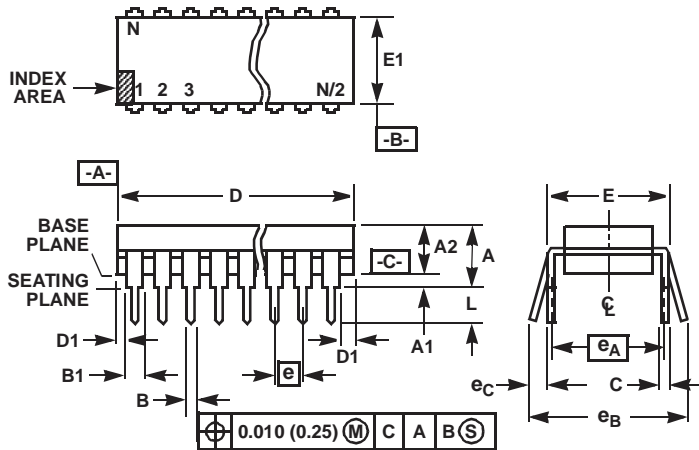 N
E1
INDEX
AREA
1 2 3 N/2
-B-
-A-
D
E
BASE
PLANE
A2
A
-C-
SEATING
PLANE
L
C
L
D1
A1
D1
B1
e
eA
B
eC
C
eB
0.010 (0.25) M C A B S